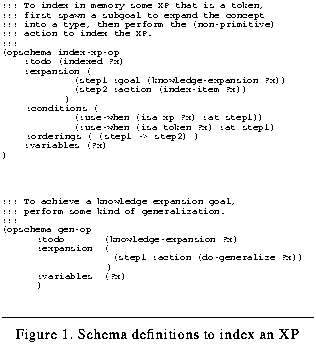 !!! To index in memory some XP that is a token,
!!! first spawn a subgoal to expand the concept
!!! into a type, then perform the (non-primitive)
!!! action to index the XP.
!!!
(opschema index-xp-op
:todo (indexed ?x)
:expansion (
(step1 :goal (knowledge-expansion ?x))
(step2 :action (index-item ?x))
)
:conditions (
(:use-when (isa xp ?x) :at step1)
(:use-when (isa token ?x) :at step1)
:orderings ( (step1 -> step2) )
:variables (?x)
)
!!! To achieve a knowledge expansion goal,
!!! perform some kind of generalization.
!!!
(opschema gen-op
:todo (knowledge-expansion ?x)
:expansion (
(step1 :action (do-generalize ?x))
)
:variables (?x)
)
Figure 1. Schema definitions to index an XP